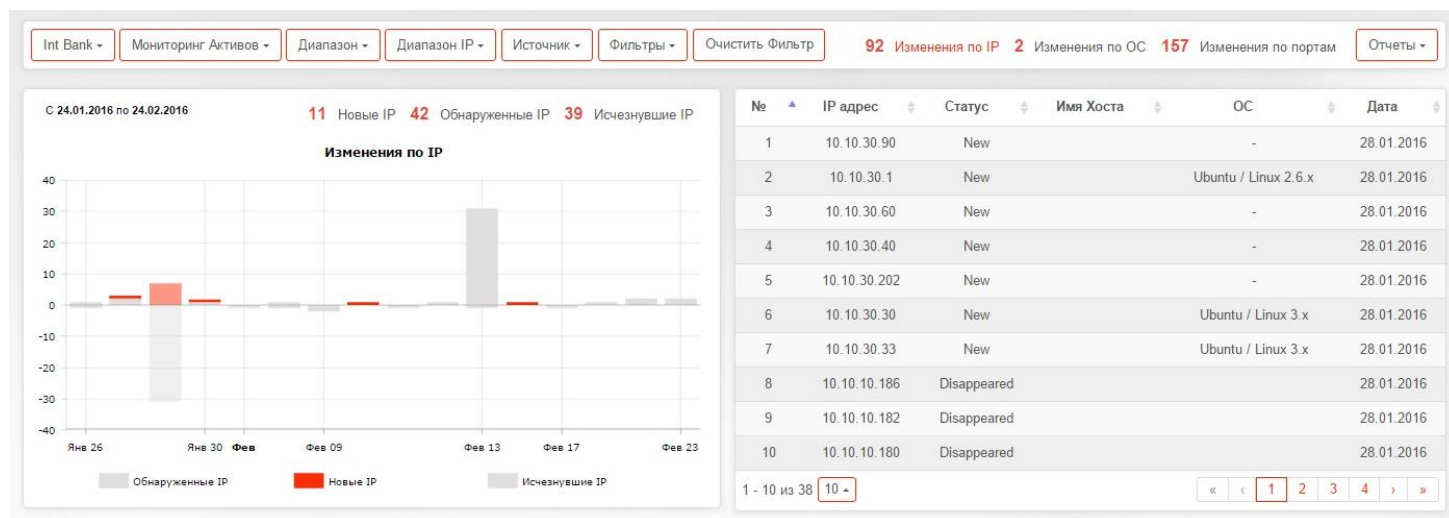 Int Bank Мониторинг Активов Диапазон Диапазон IP Источник Фильтры Очистить Фильтр 92 Изменения по IP 2 Изменения по ОС 157 Изменения по портам Отчеты
С 24.01.2016 по 24.02.2016 11 Новые IP 42 Обнаруженные IP 39 Исчезнувшие IP
Изменения по IP
40
30
20
10
0
-10
-20
-30
-40
Янв 26 Янв 30 Фев Фев 09 Фев 13 Фев 17 Фев 23
Обнаруженные IP Новые IP Исчезнувшие IP
№ IP адрес Статус Имя Хоста ОС Дата
1 10.10.30.90 New - 28.01.2016
2 10.10.30.1 New Ubuntu / Linux 2.6.x 28.01.2016
3 10.10.30.60 New - 28.01.2016
4 10.10.30.40 New - 28.01.2016
5 10.10.30.202 New - 28.01.2016
6 10.10.30.30 New Ubuntu / Linux 3.x 28.01.2016
7 10.10.30.33 New Ubuntu / Linux 3.x 28.01.2016
8 10.10.10.186 Disappeared 28.01.2016
9 10.10.10.182 Disappeared 28.01.2016
10 10.10.10.180 Disappeared 28.01.2016
1 - 10 из 38 10 « ‹ 1 2 3 4 › »